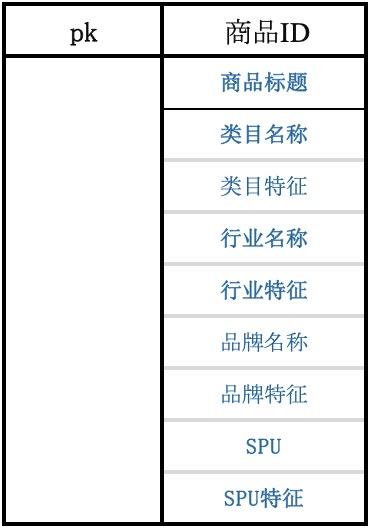 pk
商品ID
商品标题
类目名称
类目特征
行业名称
行业特征
品牌名称
品牌特征
SPU
SPU特征